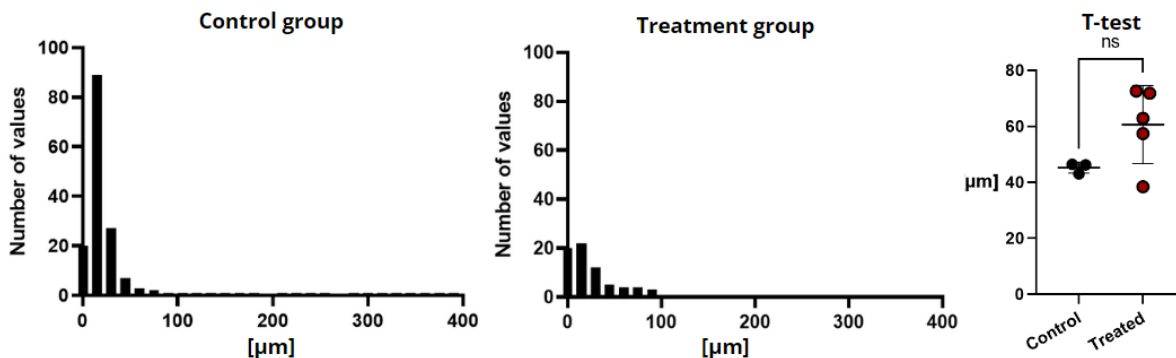 Control group
Number of values
100
80
60
40
20
0
0 100 200 300 400
[µm]
Treatment group
Number of values
100
80
60
40
20
0
0 100 200 300 400
[µm]
T-test
ns
80
60
40
20
0
µm]
Control Treated